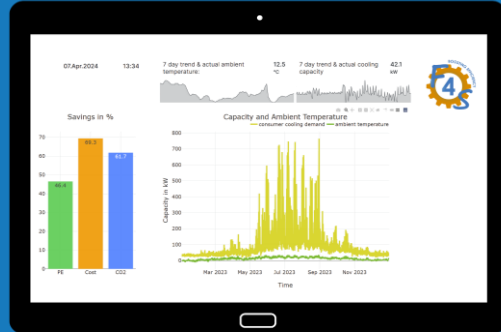 07.Apr.2024 13:34
7 day trend & actual ambient temperature:
12.5
°C
7 day trend & actual cooling capacity
42.1
kW
F4S
Savings in %
70
60
50
40
30
20
10
0
46.4
69.3
61.7
PE Cost CO2
Capacity and Ambient Temperature
consumer cooling demand ambient temperature
Capacity in kW
800
700
600
500
400
300
200
100
0
Mar 2023 May 2023 Jul 2023 Sep 2023 Nov 2023
Time